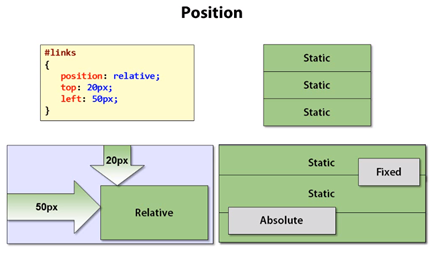 Position
#links
{
position: relative;
top: 20px;
left: 50px;
}
Static
Static
Static
20px
50px
Relative
Static
Fixed
Static
Absolute